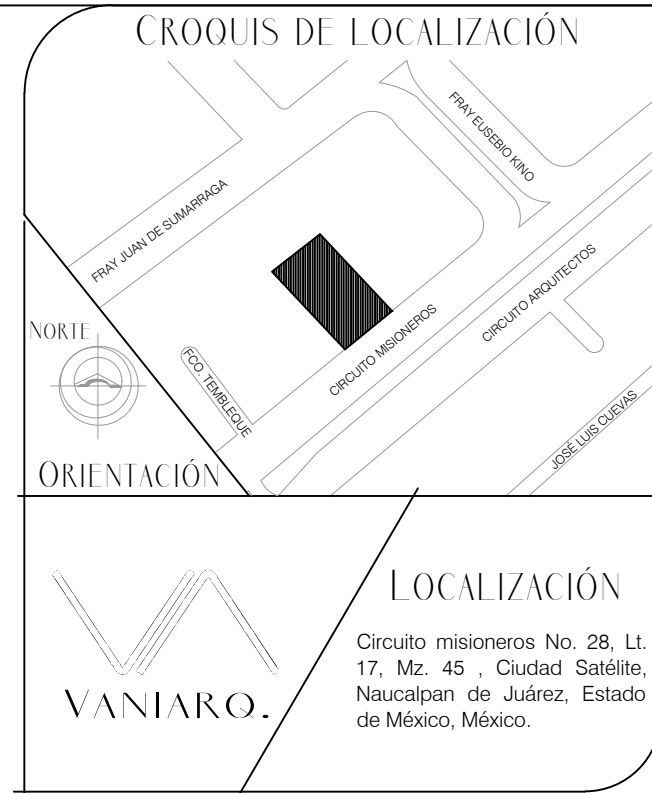 CROQUIS DE LOCALIZACIÓN
FRAY EUSEBIO KINO
FRAY JUAN DE SUMARRAGA
CIRCUITO ARQUITECTOS
CIRCUITO MISIONEROS
NORTE
FCO. TEMBLEQUE
JOSÉ LUIS CUEVAS
ORIENTACIÓN
VANIARQ.
LOCALIZACIÓN
Circuito misioneros No. 28, Lt.
17, Mz. 45 , Ciudad Satélite,
Naucalpan de Juárez, Estado
de México, México.